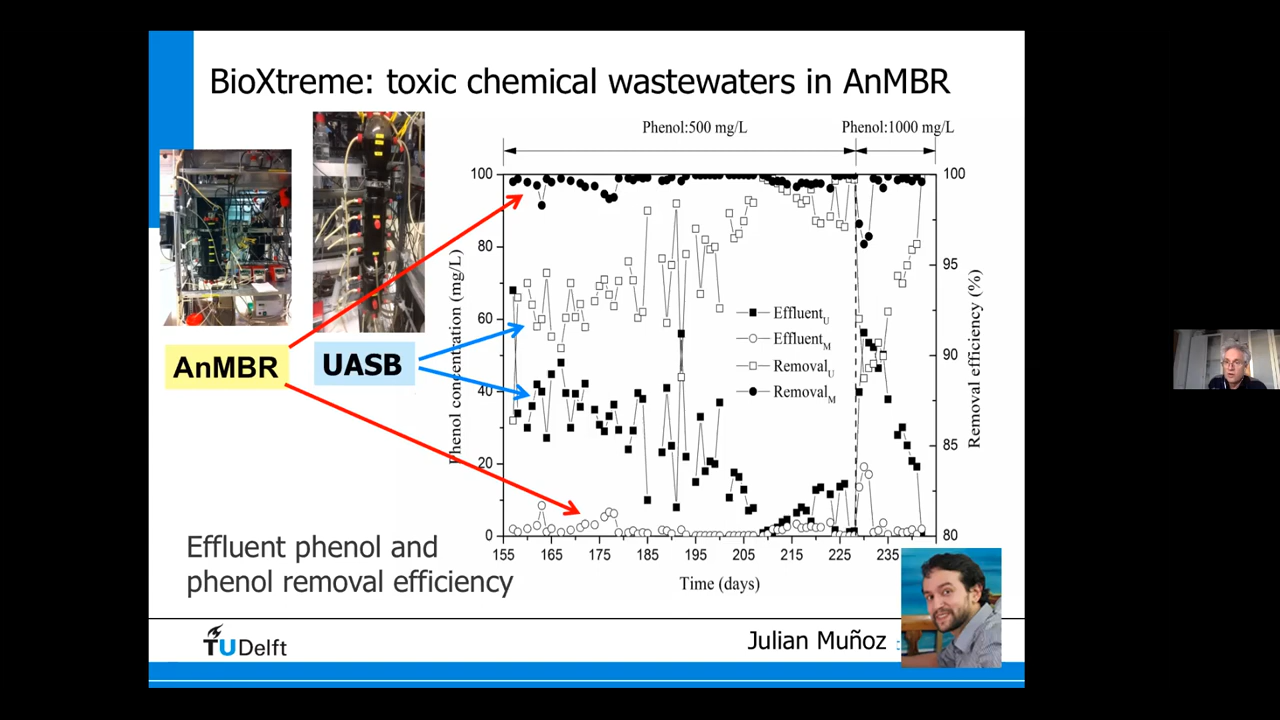 BioXtreme: toxic chemical wastewaters in AnMBR
Phenol:500 mg/L
Phenol:1000 mg/L
100
80
60
40
20
0
Phenol concentration (mg/L)
100
95
90
85
80
Removal efficiency (%)
155
165
175
185
195
205
215
225
235
Time (days)
Effluent_U
Effluent_M
Removal_U
Removal_M
AnMBR
UASB
Effluent phenol and
phenol removal efficiency
TUDelft
Julian Muñoz